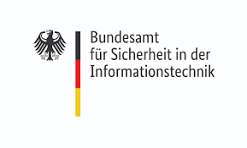 Bundesamt
für Sicherheit in der
Informationstechnik